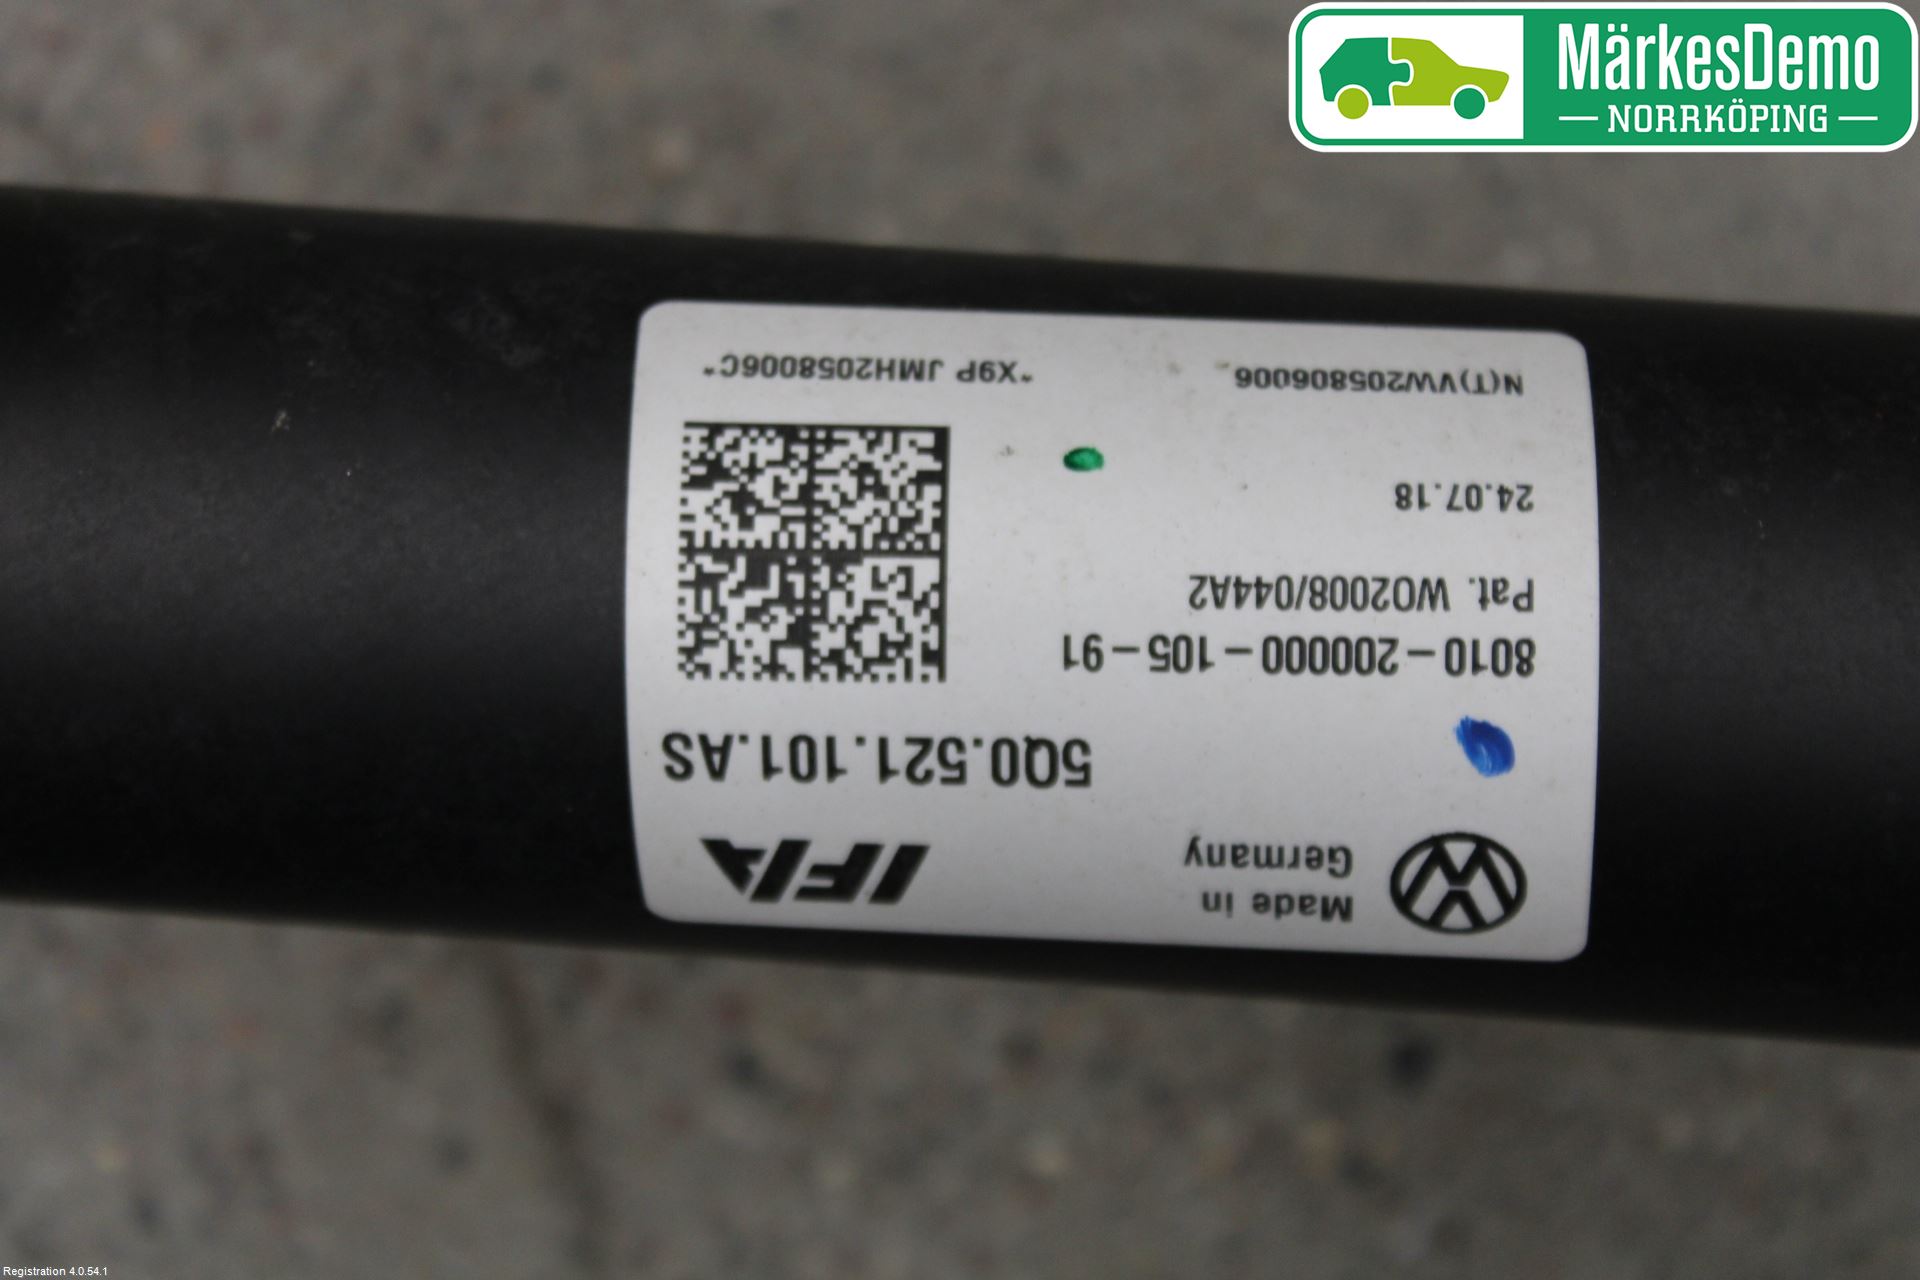 MärkesDemo
NORRKÖPING
Made in
Germany
IFA
5Q0.521.101.AS
8010-200000-105-91
Pat. WO2008/044A2
24.07.18
N(T)VW205806006
*X9P JMH2058006C*
Registration 4.0.54.1